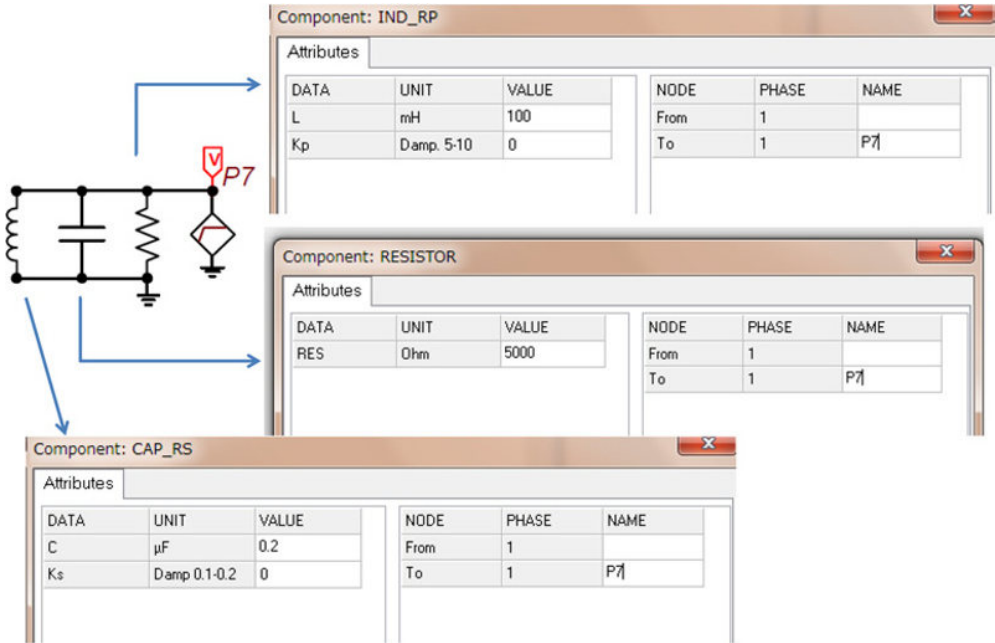 Component: IND_RP
Attributes
DATA UNIT VALUE NODE PHASE NAME
L mH 100 From 1
Kp Damp. 5-10 0 To 1 P7
V
P7
Component: RESISTOR
Attributes
DATA UNIT VALUE NODE PHASE NAME
RES Ohm 5000 From 1
To 1 P7
Component: CAP_RS
Attributes
DATA UNIT VALUE NODE PHASE NAME
C µF 0.2 From 1
Ks Damp 0.1-0.2 0 To 1 P7